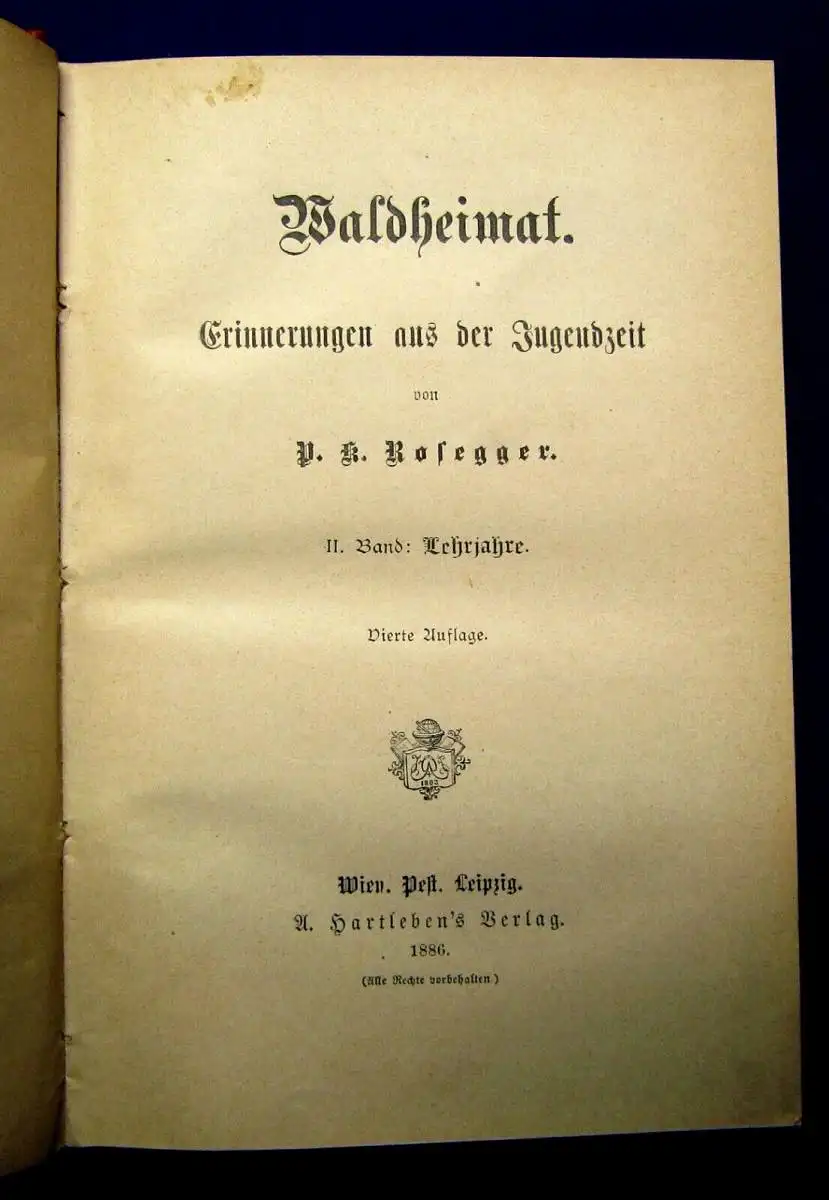 Waldheimat.
Erinnerungen aus der Jugendzeit
von
P. K. Rosegger.
II. Band: Lehrjahre.
Vierte Auflage.
1803
Wien. Pest. Leipzig.
A. Hartleben's Verlag.
1886.
(Alle Rechte vorbehalten.)